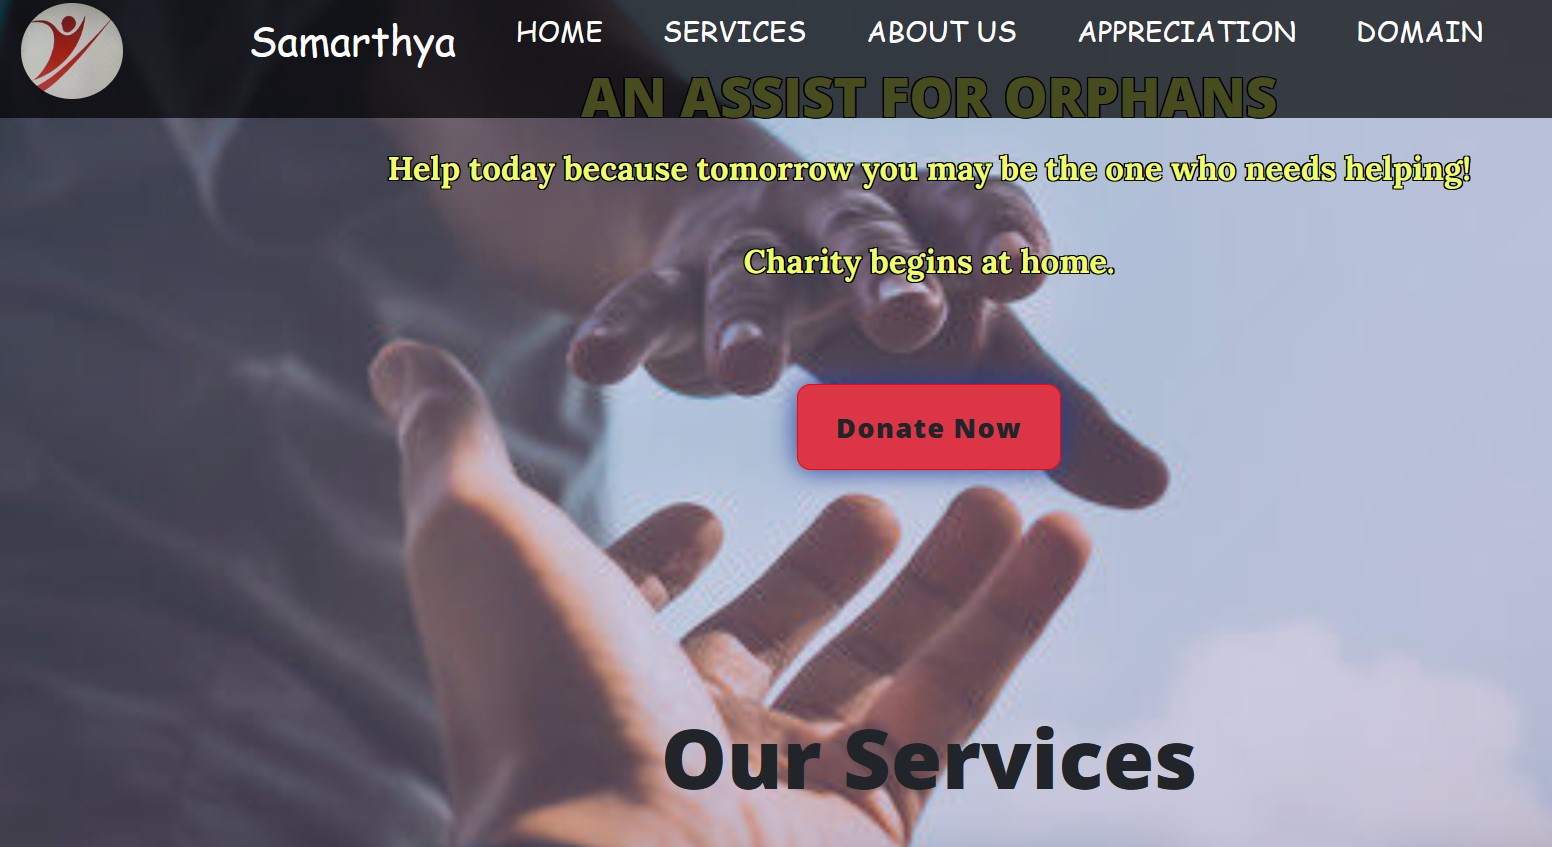 Samarthya
HOME SERVICES ABOUT US APPRECIATION DOMAIN
AN ASSIST FOR ORPHANS
Help today because tomorrow you may be the one who needs helping!
Charity begins at home.
Donate Now
Our Services